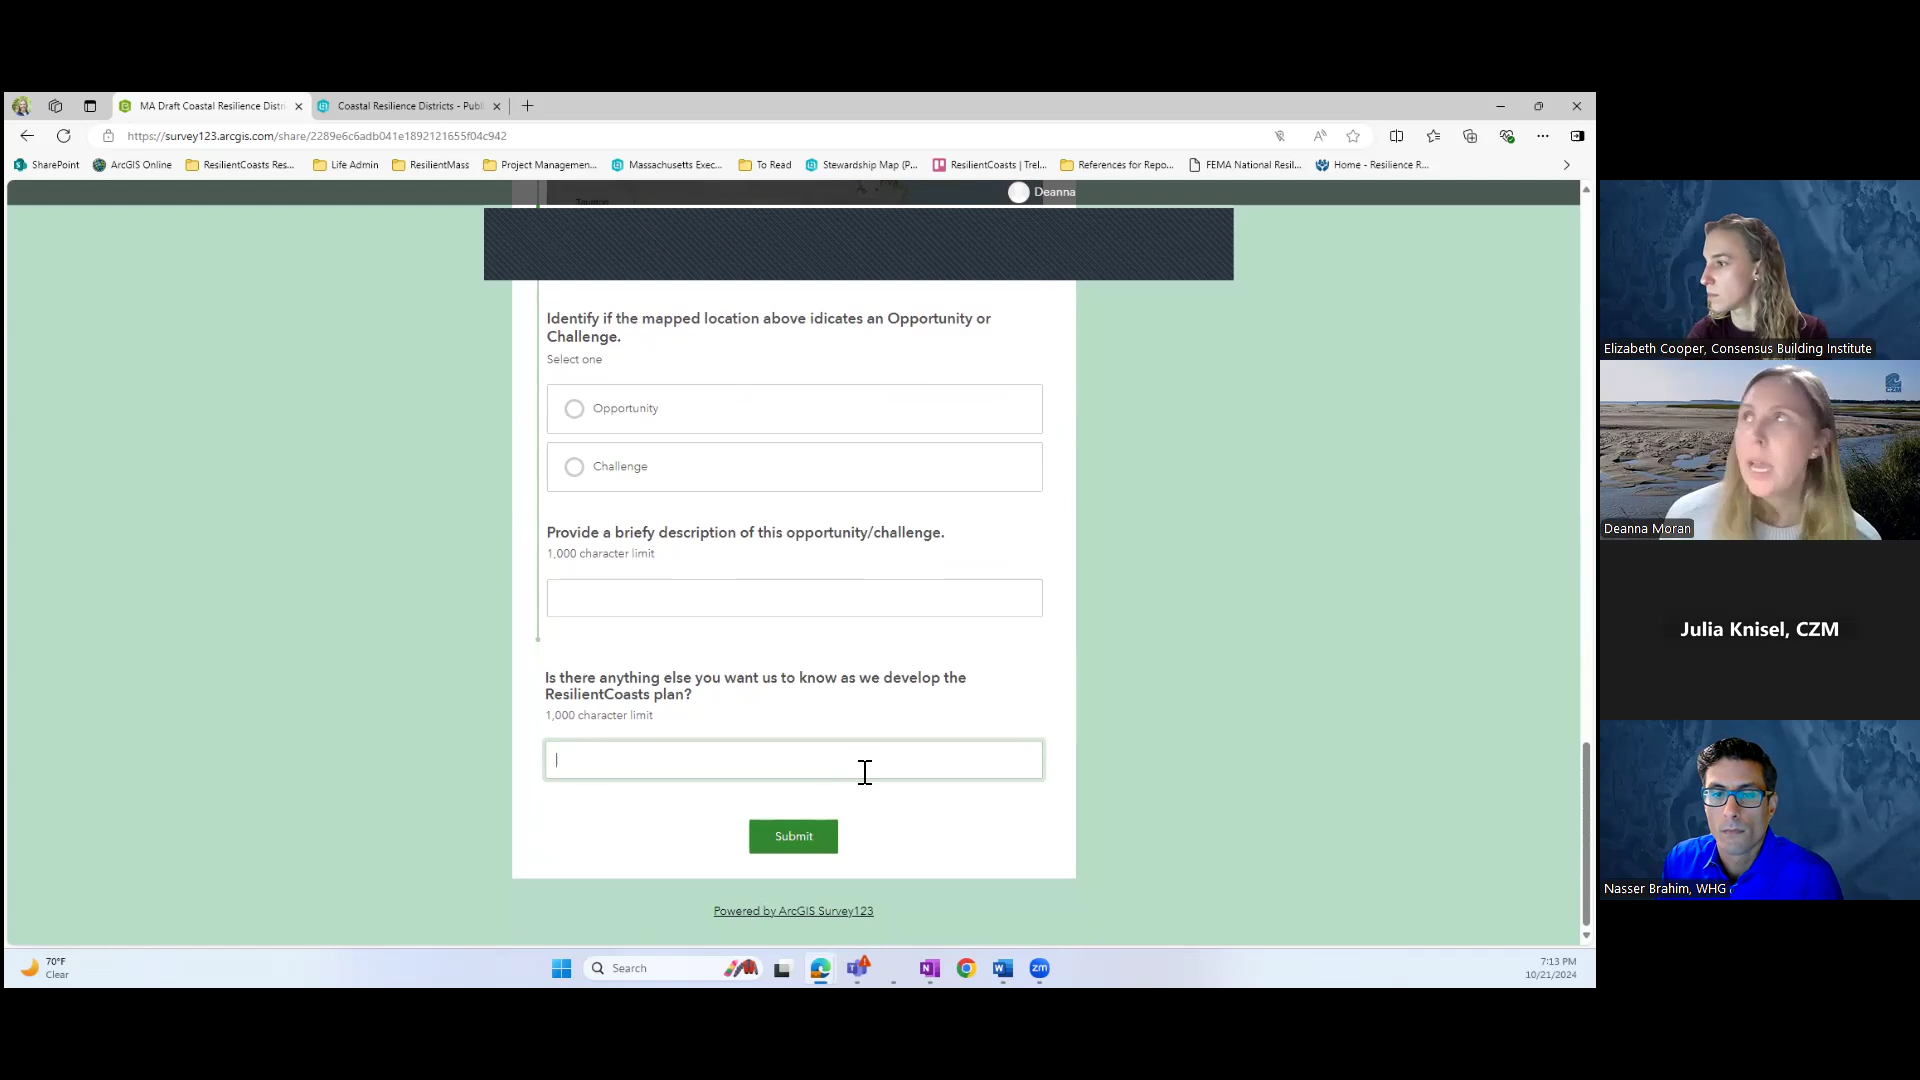 MA Draft Coastal Resilience Distri
Coastal Resilience Districts - Publ
https://survey123.arcgis.com/share/2289e6c6adb041e1892121655f04c942
SharePoint
ArcGIS Online
ResilientCoasts Res...
Life Admin
ResilientMass
Project Managemen...
Massachusetts Exec...
To Read
Stewardship Map (P...
ResilientCoasts | Trel...
References for Repo...
FEMA National Resil...
Home - Resilience R...
Deanna
Taunton
Identify if the mapped location above idicates an Opportunity or
Challenge.
Select one
Opportunity
Challenge
Provide a briefy description of this opportunity/challenge.
1,000 character limit
Is there anything else you want us to know as we develop the
ResilientCoasts plan?
1,000 character limit
Submit
Powered by ArcGIS Survey123
70°F
Clear
Search
zm
7:13 PM
10/21/2024
Elizabeth Cooper, Consensus Building Institute
CZM
Deanna Moran
Julia Knisel, CZM
Nasser Brahim, WHG